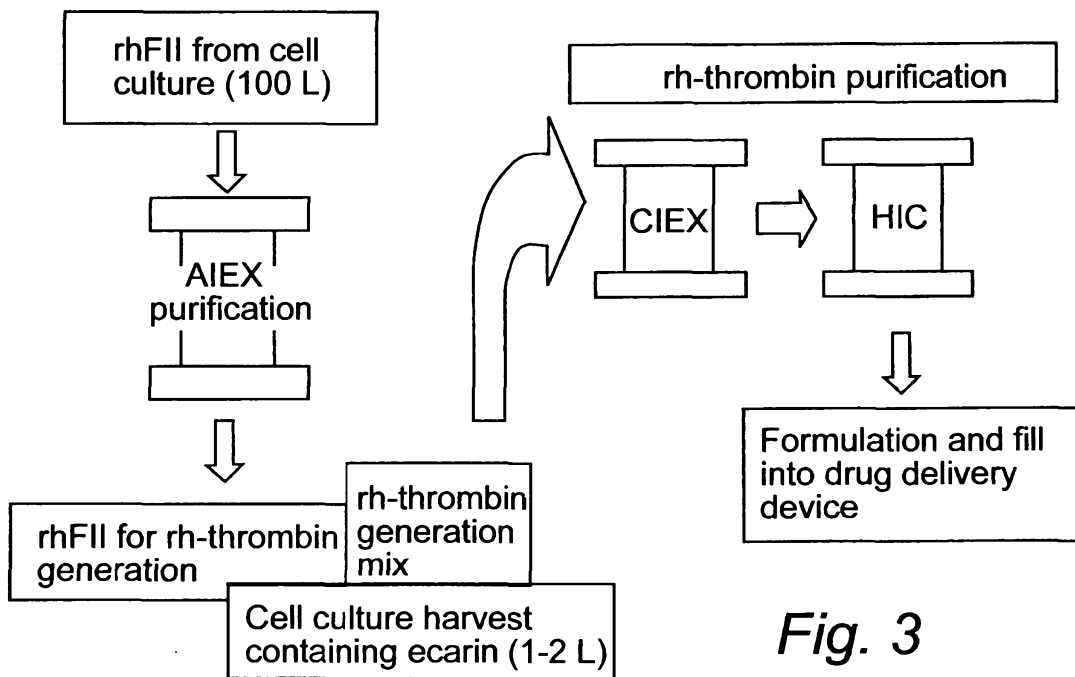 rhFII from cell
culture (100 L)
AIEX
purification
rhFII for rh-thrombin
generation
rh-thrombin
generation
mix
Cell culture harvest
containing ecarin (1-2 L)
rh-thrombin purification
CIEX
HIC
Formulation and fill
into drug delivery
device
Fig. 3